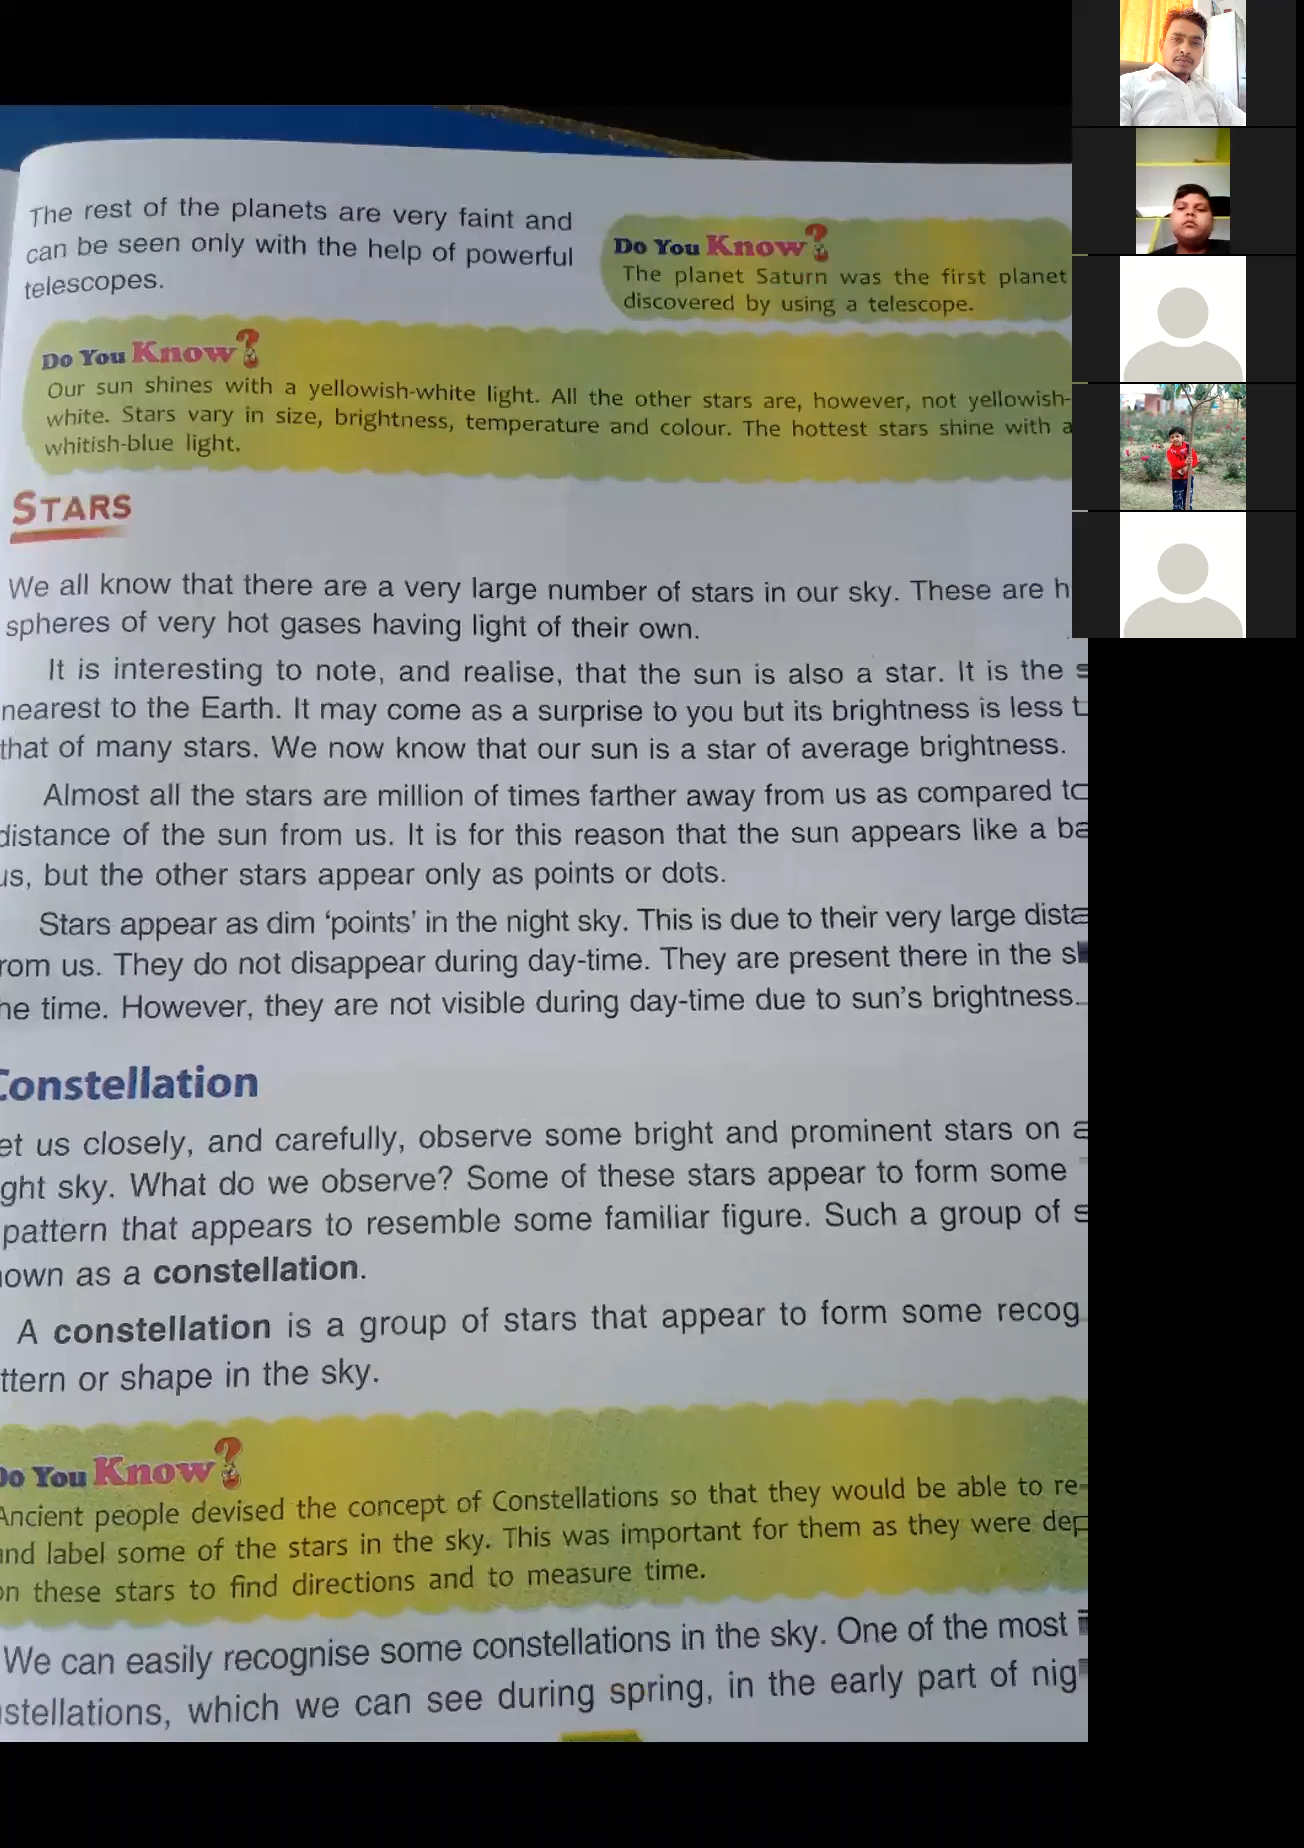 The rest of the planets are very faint and
can be seen only with the help of powerful
telescopes.
Do You Know?
The planet Saturn was the first planet
discovered by using a telescope.
Do You Know?
Our sun shines with a yellowish-white light. All the other stars are, however, not yellowish-
white. Stars vary in size, brightness, temperature and colour. The hottest stars shine with a
whitish-blue light.
STARS
We all know that there are a very large number of stars in our sky. These are
spheres of very hot gases having light of their own.
It is interesting to note, and realise, that the sun is also a star. It is the
nearest to the Earth. It may come as a surprise to you but its brightness is less
that of many stars. We now know that our sun is a star of average brightness.
Almost all the stars are million of times farther away from us as compared
distance of the sun from us. It is for this reason that the sun appears like a
us, but the other stars appear only as points or dots.
Stars appear as dim ‘points’ in the night sky. This is due to their very large
rom us. They do not disappear during day-time. They are present there in the
he time. However, they are not visible during day-time due to sun's brightness.
Constellation
et us closely, and carefully, observe some bright and prominent stars on
ght sky. What do we observe? Some of these stars appear to form some
pattern that appears to resemble some familiar figure. Such a group of
own as a constellation.
A constellation is a group of stars that appear to form some recog
ttern or shape in the sky.
Do You Know?
Ancient people devised the concept of Constellations so that they would be able to re
and label some of the stars in the sky. This was important for them as they were dep
on these stars to find directions and to measure time.
We can easily recognise some constellations in the sky. One of the most
stellations, which we can see during spring, in the early part of nig